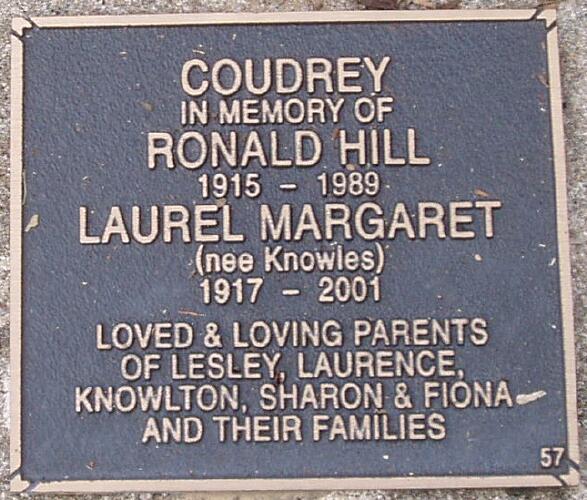 COUDREY
IN MEMORY OF
RONALD HILL
1915 - 1989
LAUREL MARGARET
(nee Knowles)
1917 - 2001
LOVED & LOVING PARENTS
OF LESLEY, LAURENCE,
KNOWLTON, SHARON & FIONA
AND THEIR FAMILIES
57